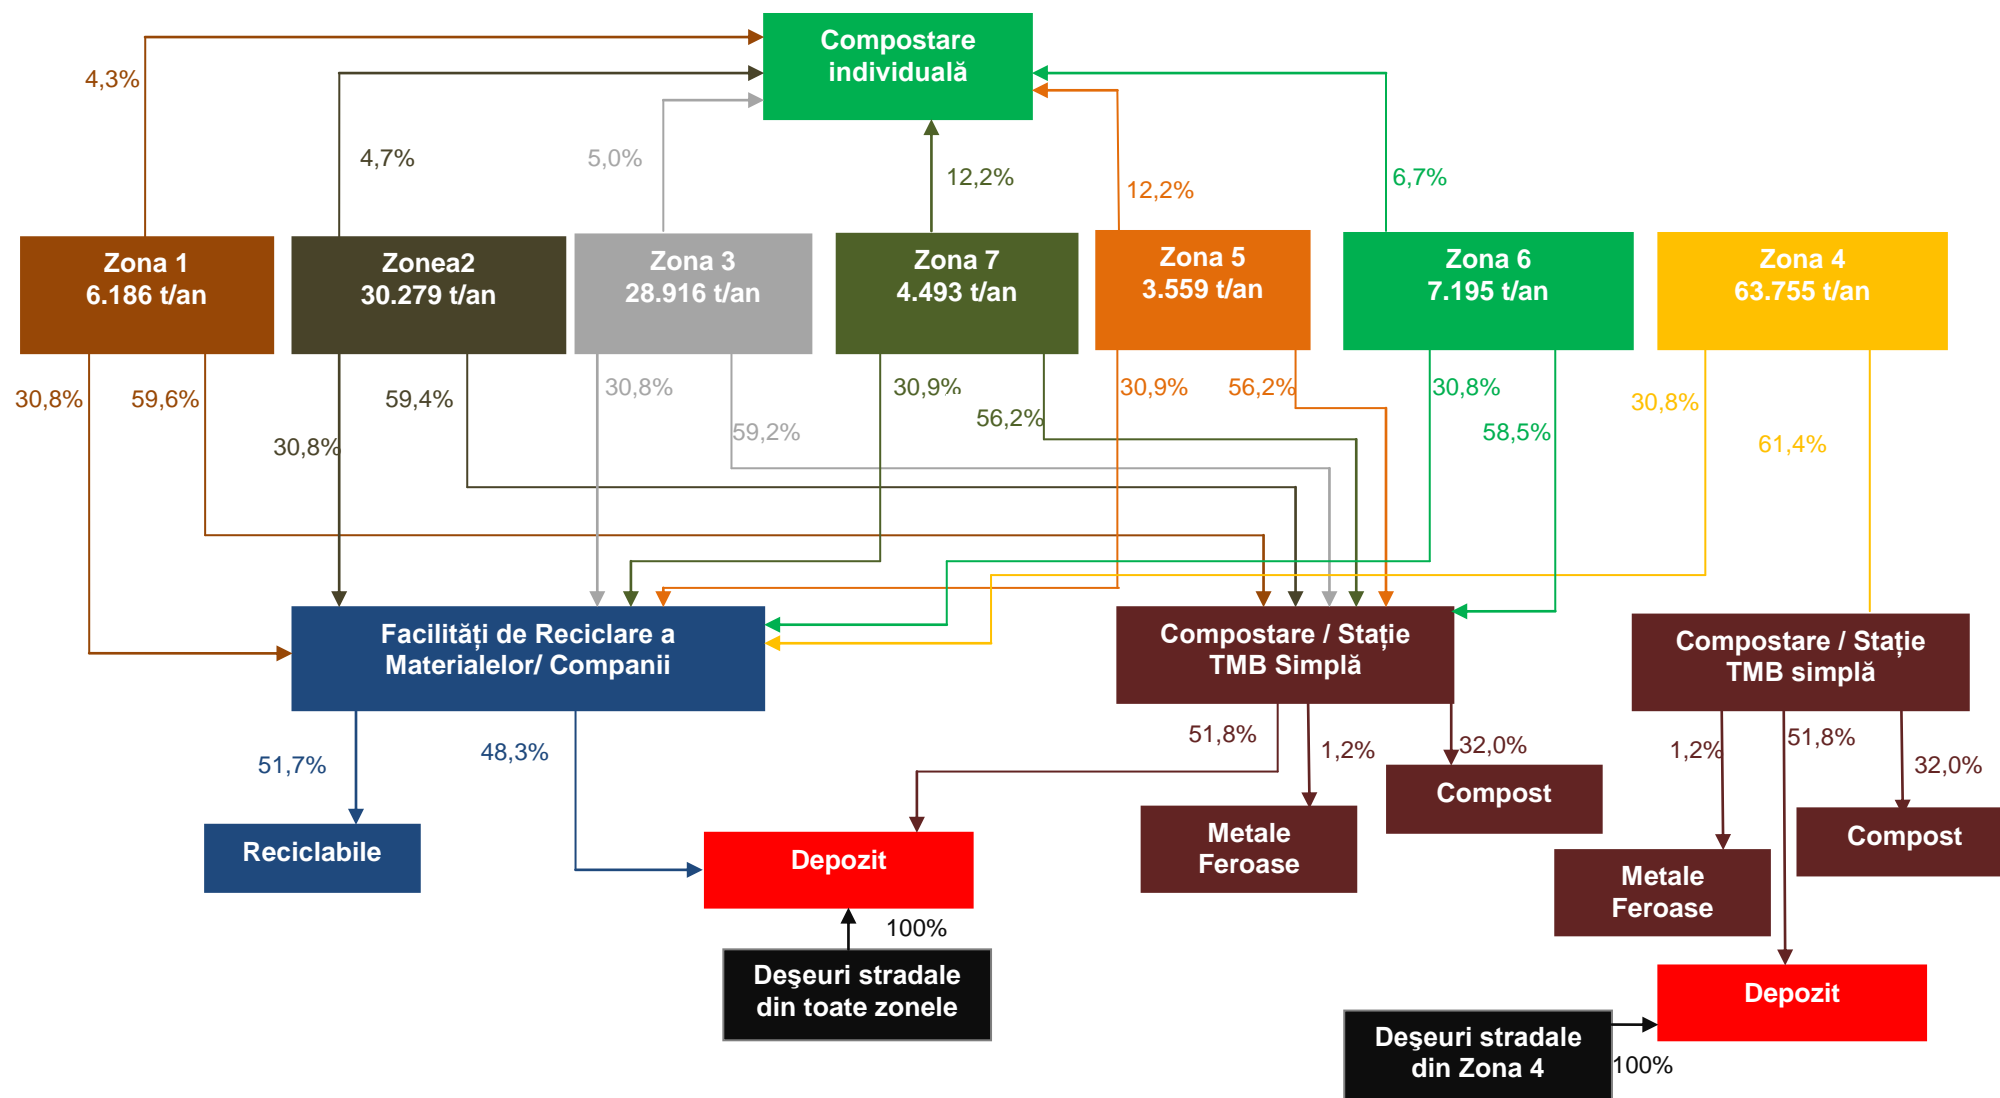 Compostare
individuală
4,3%
4,7%
5,0%
12,2%
12,2%
6,7%
Zona 1
6.186 t/an
Zonea2
30.279 t/an
Zona 3
28.916 t/an
Zona 7
4.493 t/an
Zona 5
3.559 t/an
Zona 6
7.195 t/an
Zona 4
63.755 t/an
30,8%
59,6%
30,8%
59,4%
30,8%
59,2%
30,9%
56,2%
30,9%
56,2%
30,8%
58,5%
30,8%
61,4%
Facilități de Reciclare a
Materialelor/ Companii
Compostare / Stație
TMB Simplă
Compostare / Stație
TMB simplă
51,7%
48,3%
51,8%
1,2%
32,0%
1,2%
51,8%
32,0%
Reciclabile
Depozit
Metale
Feroase
Compost
Metale
Feroase
Compost
100%
Deşeuri stradale
din toate zonele
Depozit
Deşeuri stradale
din Zona 4
100%